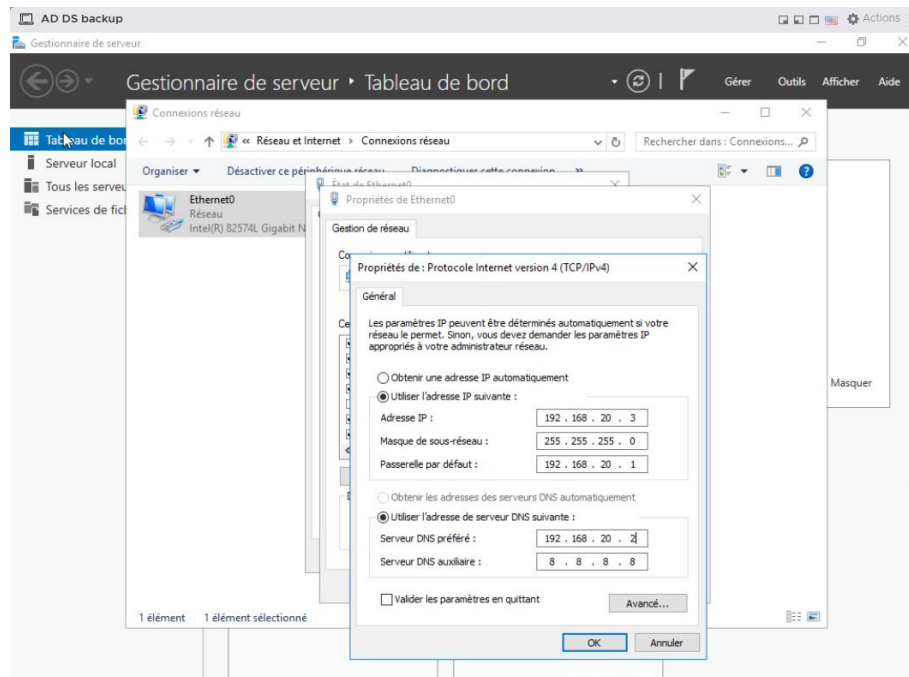 AD DS backup
Actions
Gestionnaire de serveur
Gestionnaire de serveur ‣ Tableau de bord
Gérer Outils Afficher Aide
Connexions réseau
Tableau de bor
Serveur local
Tous les serveu
Services de fich
« Réseau et Internet › Connexions réseau
Rechercher dans : Connexions...
Organiser Désactiver ce périphérique réseau Diagnostiquer cette connexion »
État de Ethernet0
Ethernet0
Réseau
Intel(R) 82574L Gigabit N
Propriétés de Ethernet0
Gestion de réseau
Propriétés de : Protocole Internet version 4 (TCP/IPv4)
Général
Les paramètres IP peuvent être déterminés automatiquement si votre
réseau le permet. Sinon, vous devez demander les paramètres IP
appropriés à votre administrateur réseau.
Obtenir une adresse IP automatiquement
Utiliser l'adresse IP suivante :
Adresse IP : 192 . 168 . 20 . 3
Masque de sous-réseau : 255 . 255 . 255 . 0
Passerelle par défaut : 192 . 168 . 20 . 1
Obtenir les adresses des serveurs DNS automatiquement
Utiliser l'adresse de serveur DNS suivante :
Serveur DNS préféré : 192 . 168 . 20 . 2
Serveur DNS auxiliaire : 8 . 8 . 8 . 8
Valider les paramètres en quittant
Avancé...
OK Annuler
Masquer
1 élément 1 élément sélectionné